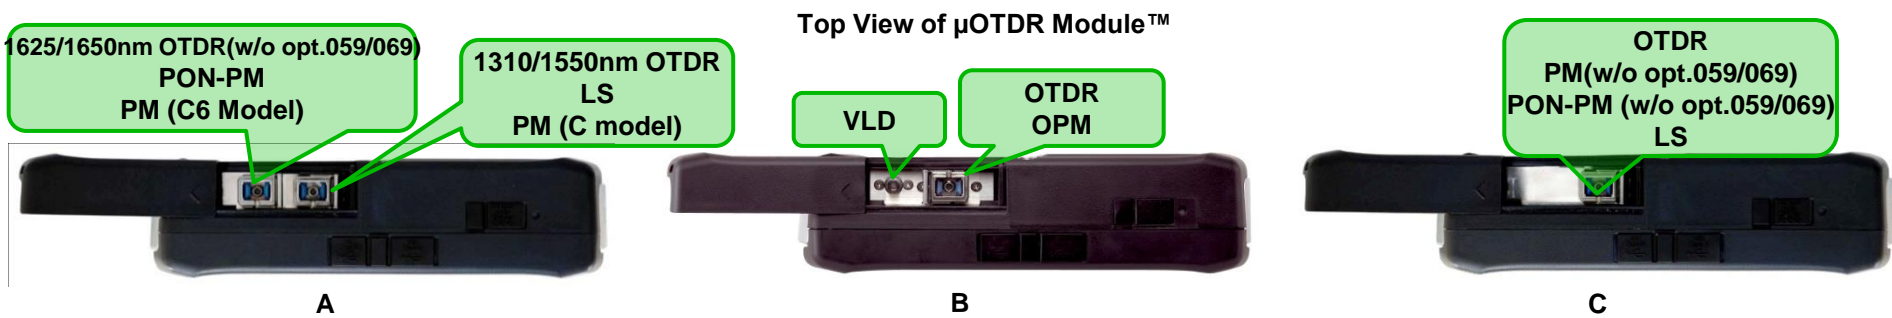 Top View of µOTDR Module™
1625/1650nm OTDR(w/o opt.059/069)
PON-PM
PM (C6 Model)
1310/1550nm OTDR
LS
PM (C model)
VLD
OTDR
OPM
OTDR
PM(w/o opt.059/069)
PON-PM (w/o opt.059/069)
LS
A
B
C